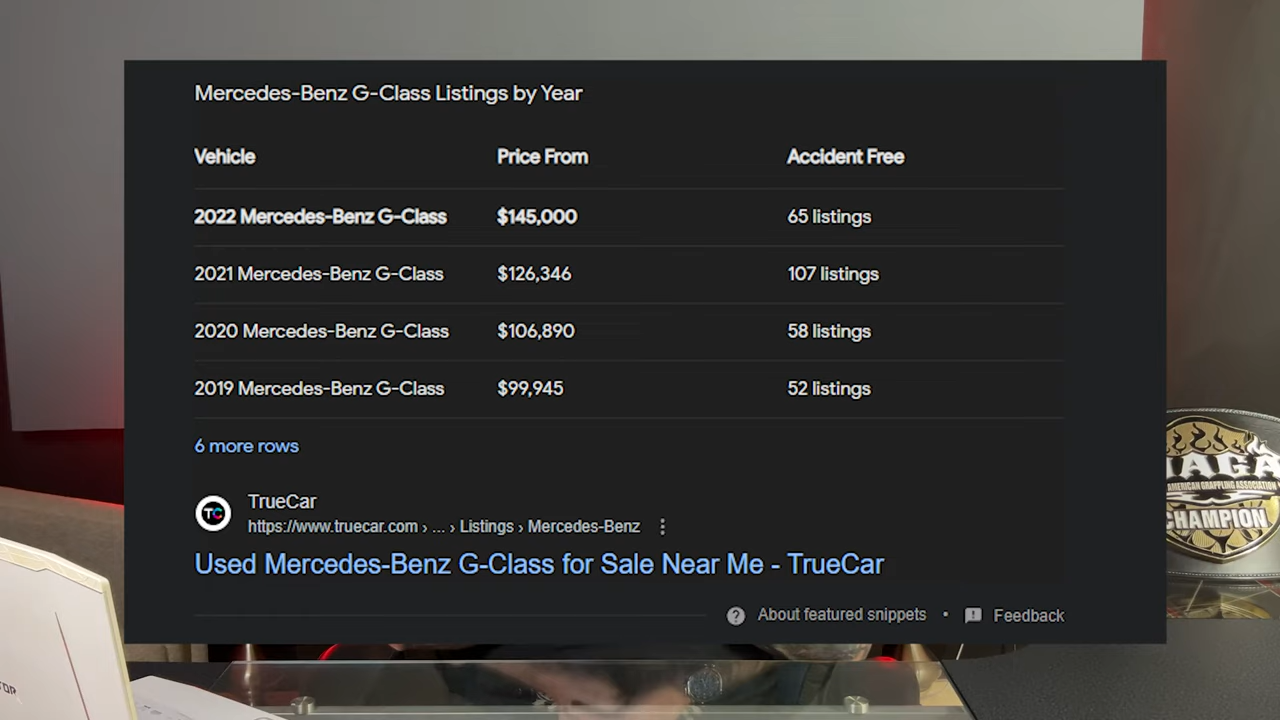 Mercedes-Benz G-Class Listings by Year
Vehicle Price From Accident Free
2022 Mercedes-Benz G-Class $145,000 65 listings
2021 Mercedes-Benz G-Class $126,346 107 listings
2020 Mercedes-Benz G-Class $106,890 58 listings
2019 Mercedes-Benz G-Class $99,945 52 listings
6 more rows
TC
TrueCar
https://www.truecar.com › ... › Listings › Mercedes-Benz
Used Mercedes-Benz G-Class for Sale Near Me - TrueCar
? About featured snippets • Feedback
AGA
AMERICAN GRAPPLING ASSOCIATION
CHAMPION